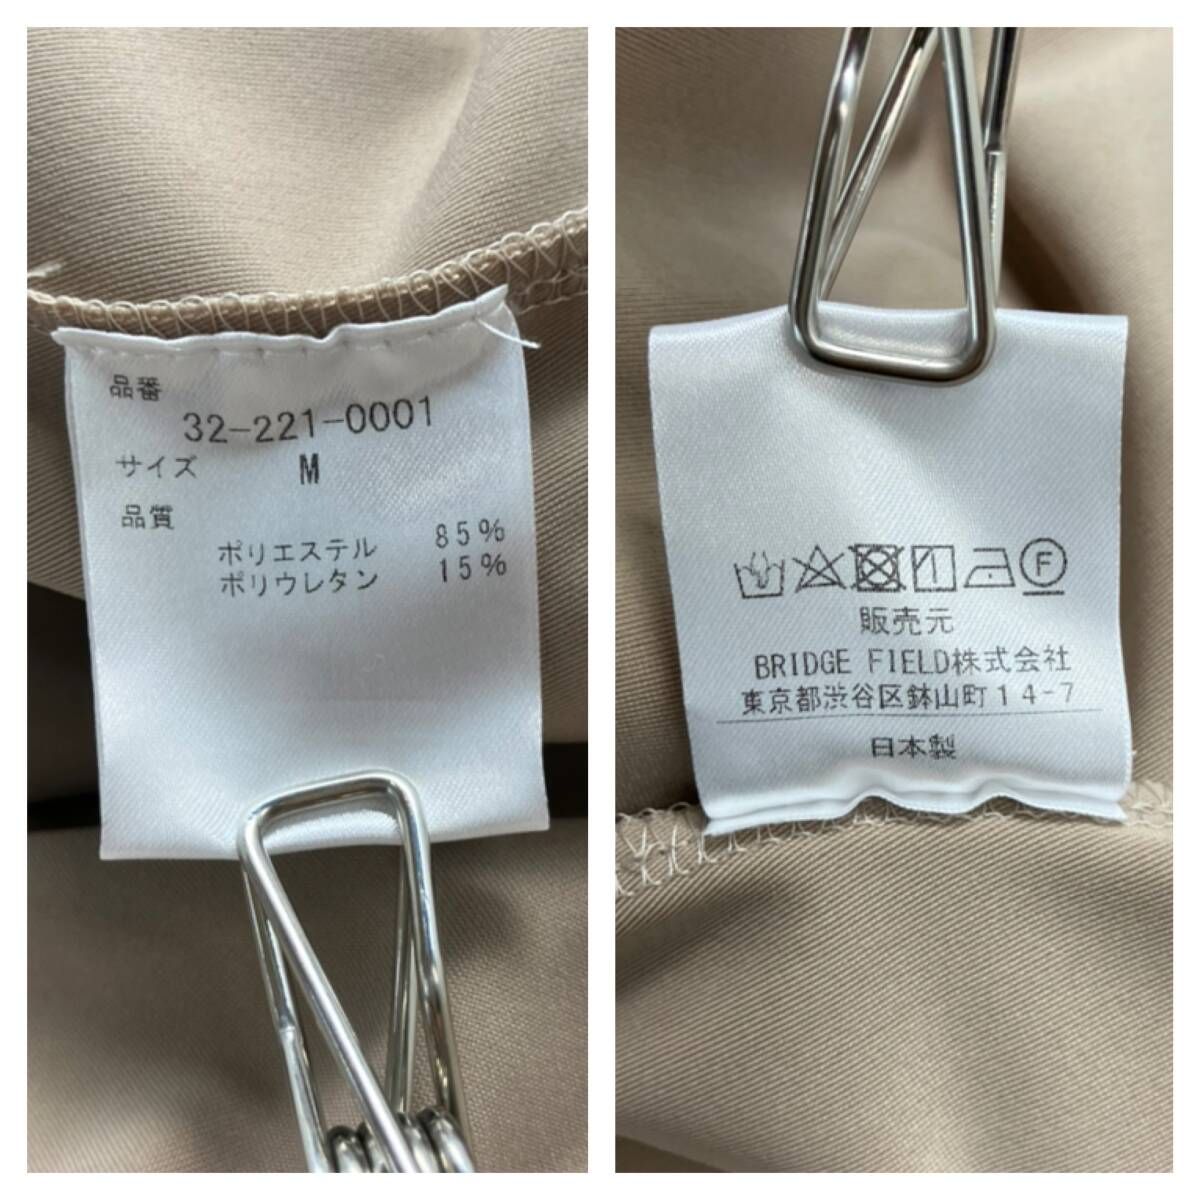 品番
32-221-0001
サイズ M
品質
ポリエステル 85%
ポリウレタン 15%
F
販売元
BRIDGE FIELD株式会社
東京都渋谷区鉢山町14-7
日本製